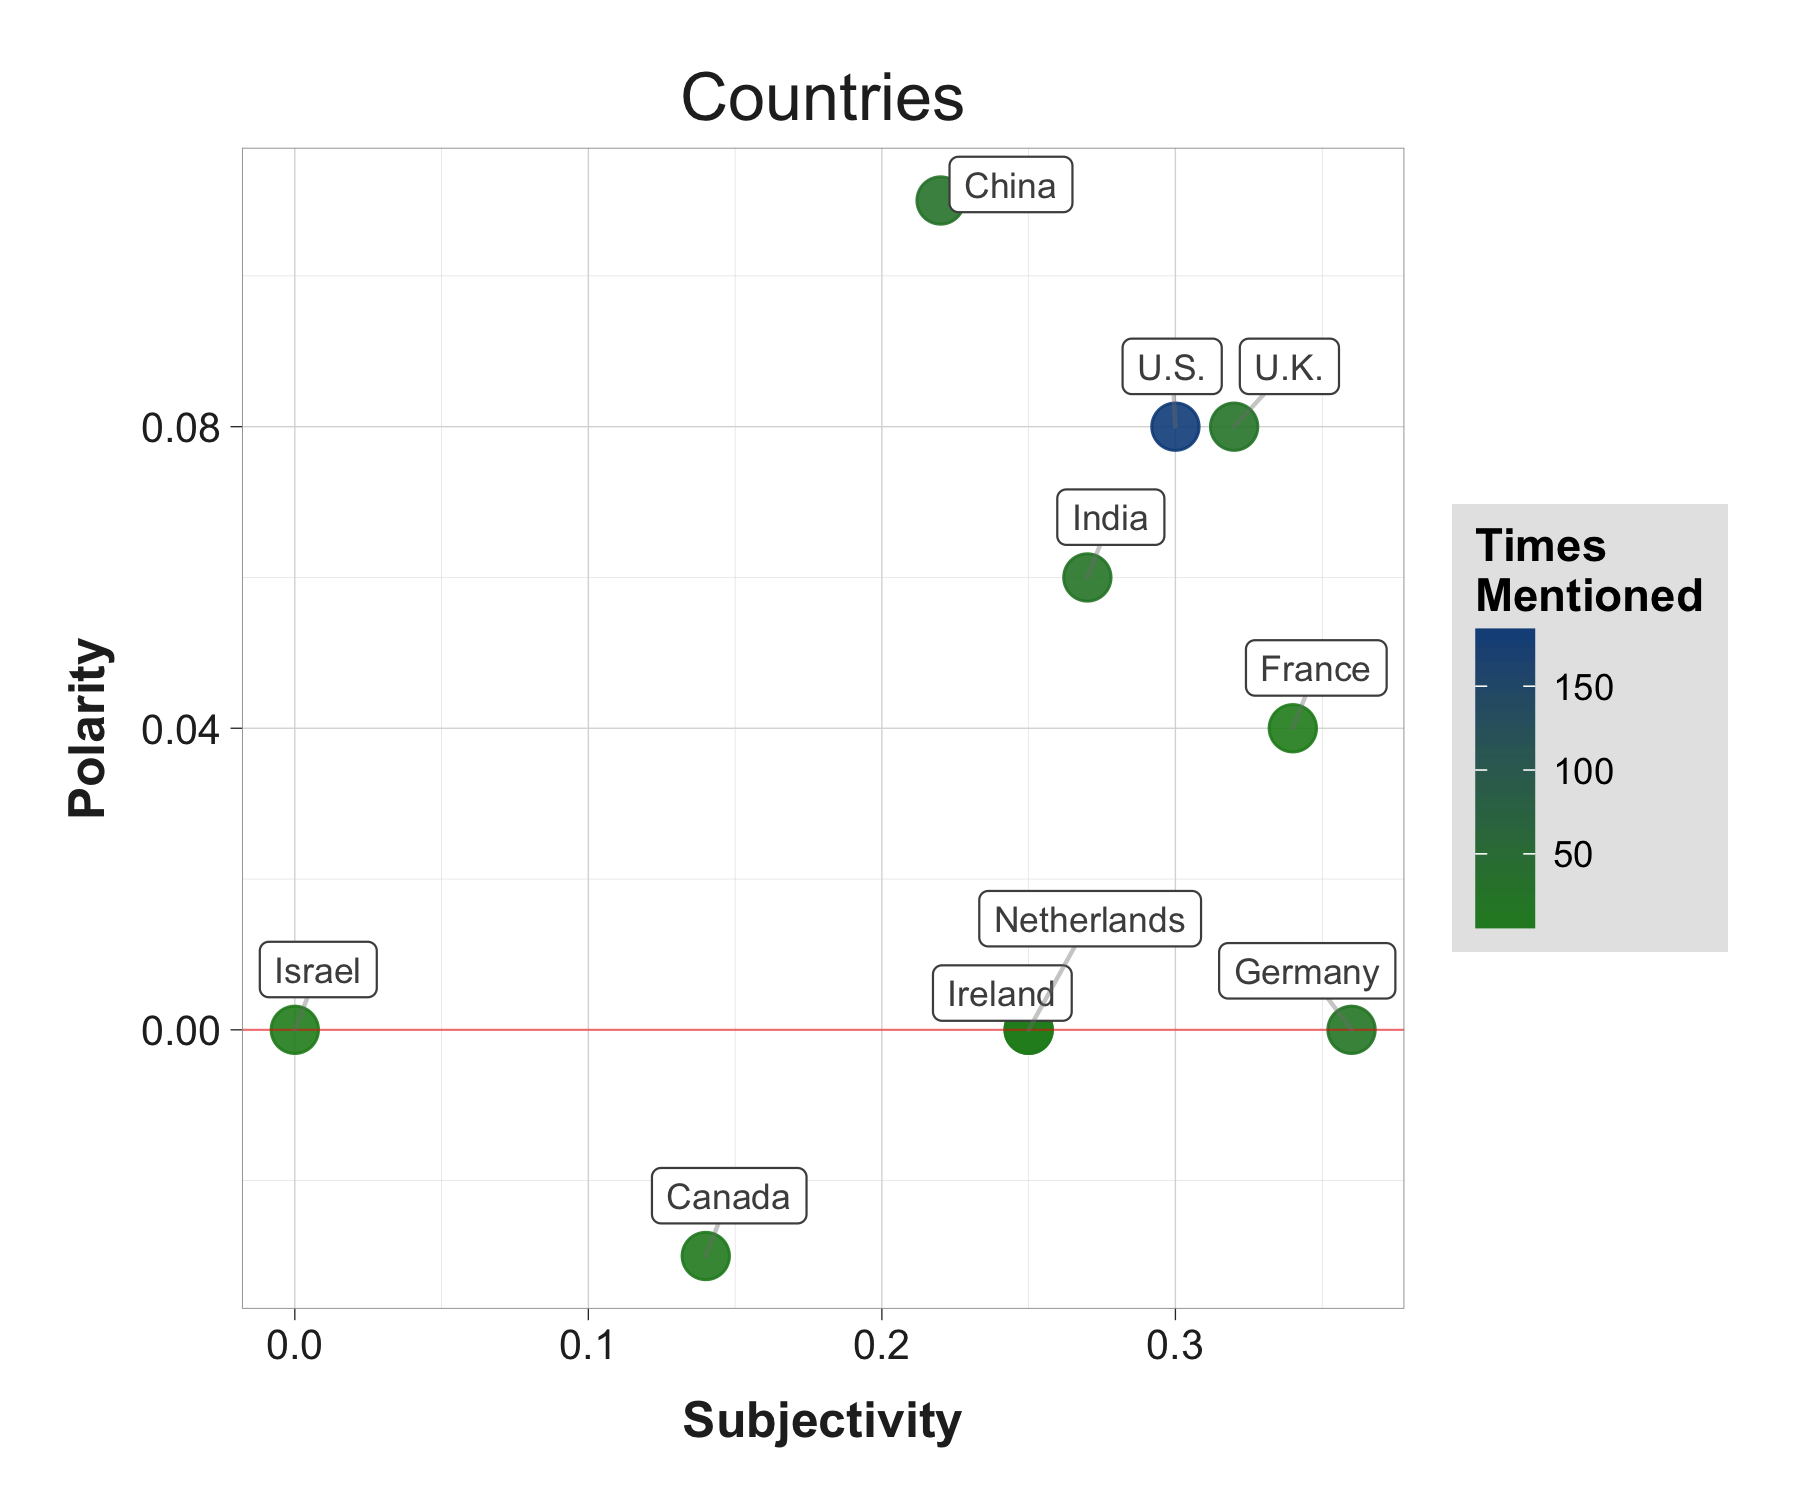 Countries
China
U.S.
U.K.
0.08
India
Times
Mentioned
France
150
0.04
100
50
Polarity
Netherlands
Israel
Germany
Ireland
0.00
Canada
0.0
0.1
0.2
0.3
Subjectivity